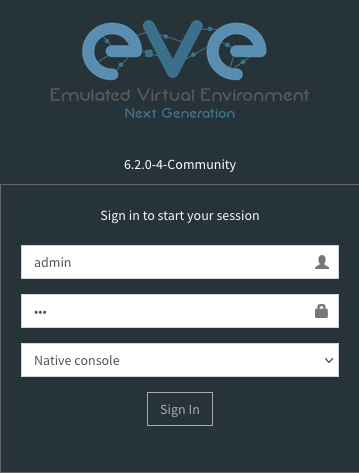 eve
Emulated Virtual Environment
Next Generation
6.2.0-4-Community
Sign in to start your session
admin
•••
Native console
Sign In